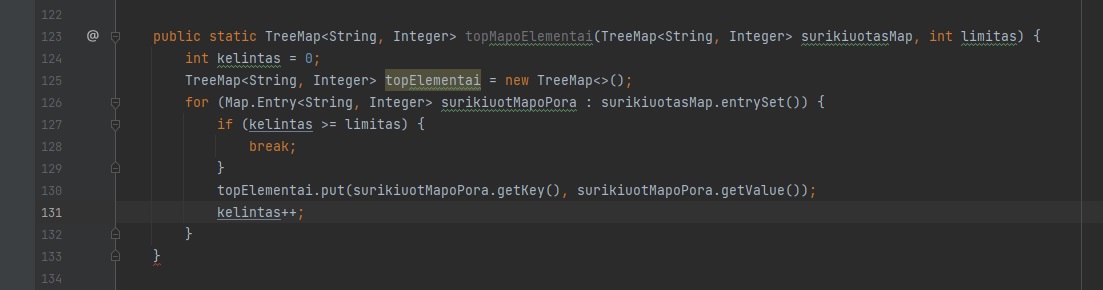 122
123 @ public static TreeMap<String, Integer> topMapoElementai(TreeMap<String, Integer> surikiuotasMap, int limitas) {
124 int kelintas = 0;
125 TreeMap<String, Integer> topElementai = new TreeMap<>();
126 for (Map.Entry<String, Integer> surikiuotMapoPora : surikiuotasMap.entrySet()) {
127 if (kelintas >= limitas) {
128 break;
129 }
130 topElementai.put(surikiuotMapoPora.getKey(), surikiuotMapoPora.getValue());
131 kelintas++;
132 }
133 }
134